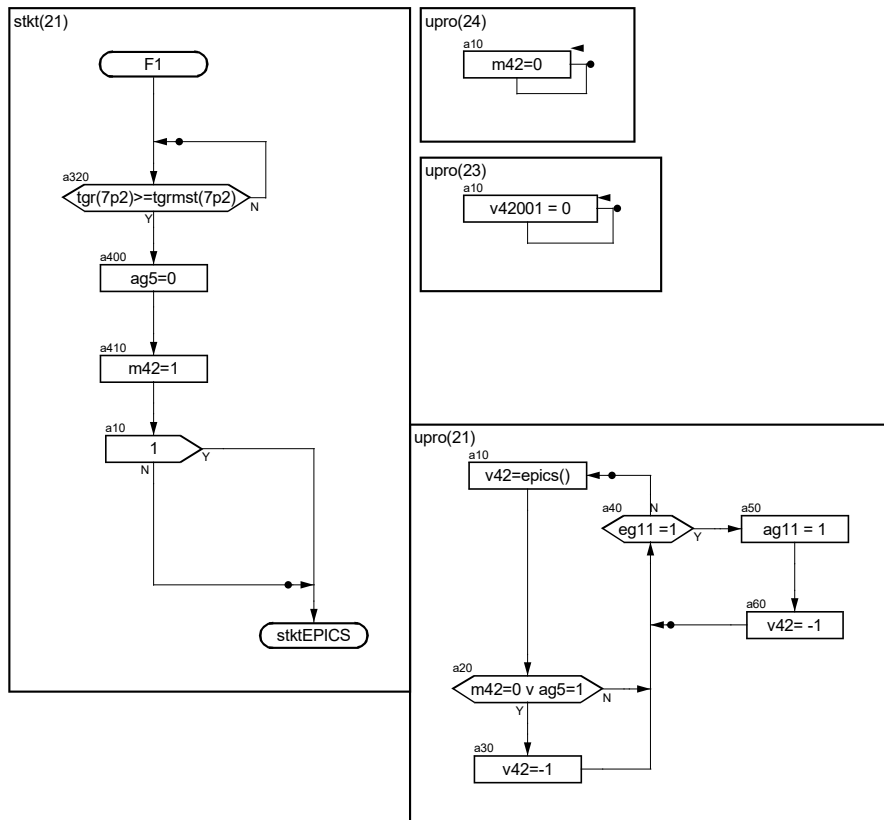 stkt(21)
F1
a320
tgr(7p2)>=tgrmst(7p2)
N
Y
a400
ag5=0
a410
m42=1
a10
1
Y
N
stktEPICS
upro(24)
a10
m42=0
upro(23)
a10
v42001 = 0
upro(21)
a10
v42=epics()
N
a40
eg11 =1
Y
a50
ag11 = 1
a60
v42= -1
a20
m42=0 v ag5=1
N
Y
a30
v42=-1